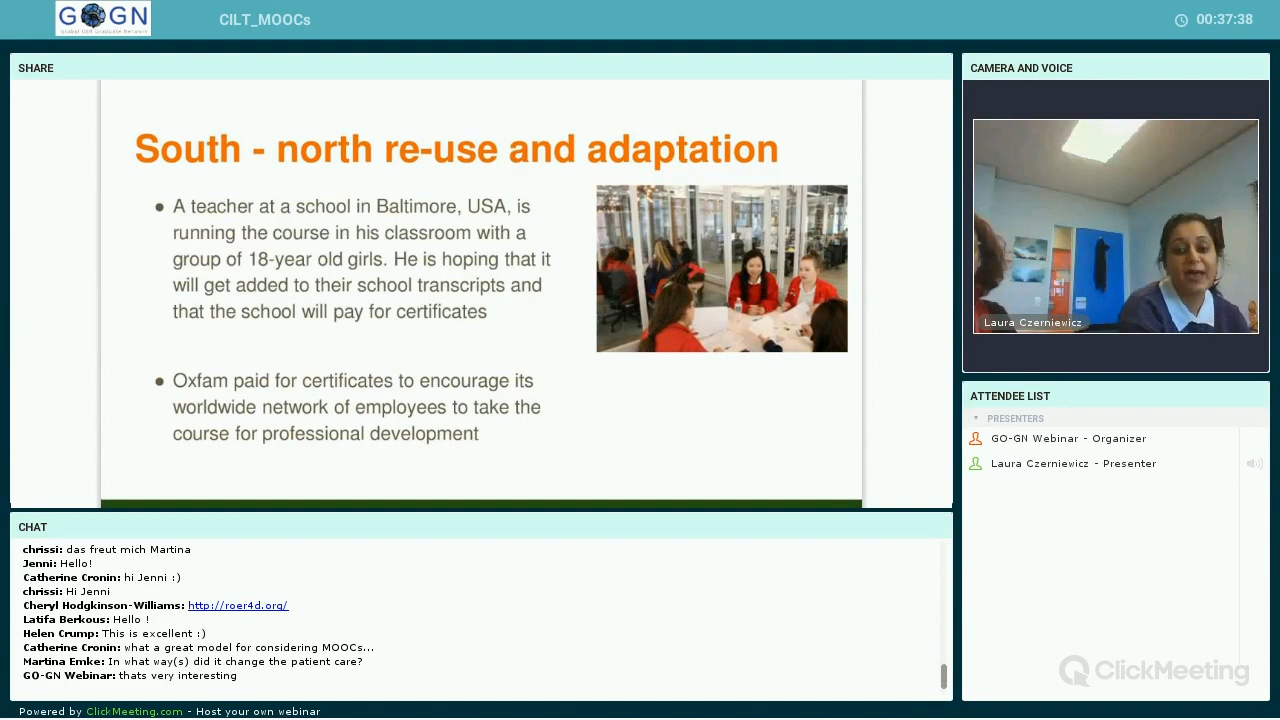 GOGN
Global OER Graduate Network
CILT_MOOCs
00:37:38
SHARE
South - north re-use and adaptation
• A teacher at a school in Baltimore, USA, is
running the course in his classroom with a
group of 18-year old girls. He is hoping that it
will get added to their school transcripts and
that the school will pay for certificates
• Oxfam paid for certificates to encourage its
worldwide network of employees to take the
course for professional development
CAMERA AND VOICE
Laura Czerniewicz
ATTENDEE LIST
PRESENTERS
GO-GN Webinar - Organizer
Laura Czerniewicz - Presenter
CHAT
chrissi: das freut mich Martina
Jenni: Hello!
Catherine Cronin: hi Jenni :)
chrissi: Hi Jenni
Cheryl Hodgkinson-Williams: http://roer4d.org/
Latifa Berkous: Hello !
Helen Crump: This is excellent :)
Catherine Cronin: what a great model for considering MOOCs...
Martina Emke: In what way(s) did it change the patient care?
GO-GN Webinar: thats very interesting
ClickMeeting
Powered by ClickMeeting.com - Host your own webinar